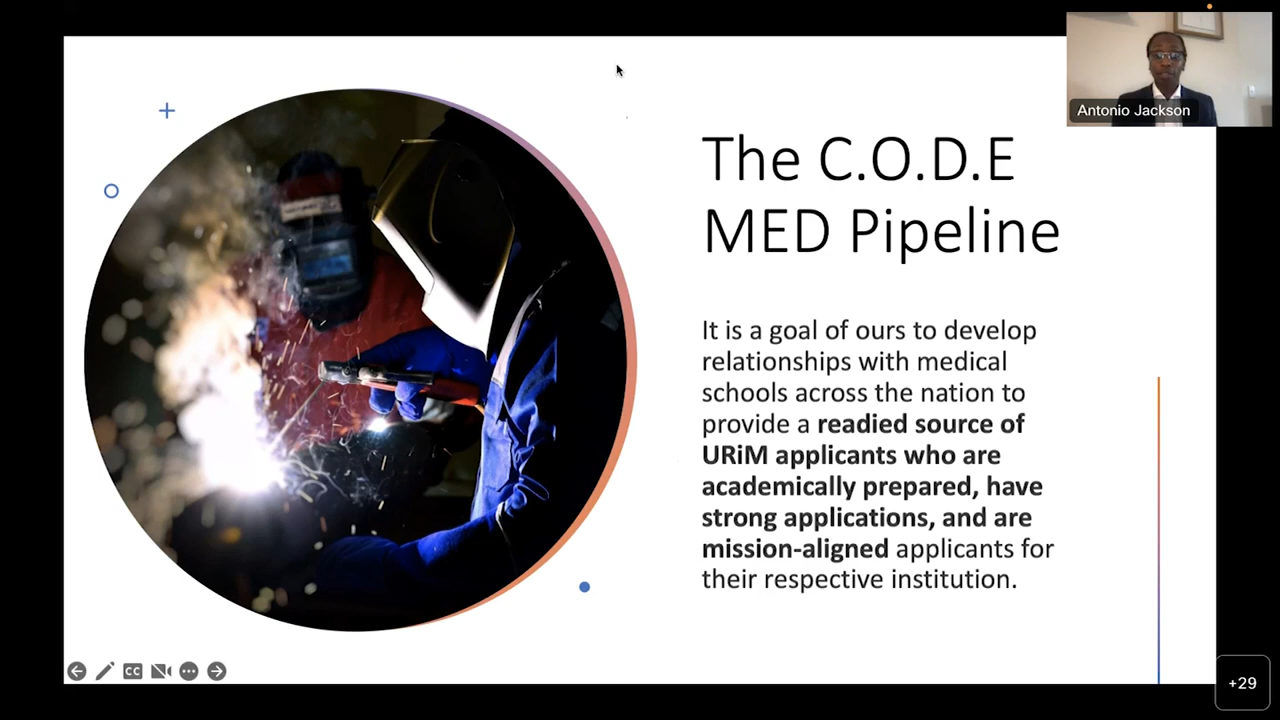 Antonio Jackson
The C.O.D.E
MED Pipeline
It is a goal of ours to develop
relationships with medical
schools across the nation to
provide a readied source of
URiM applicants who are
academically prepared, have
strong applications, and are
mission-aligned applicants for
their respective institution.
CC
+29